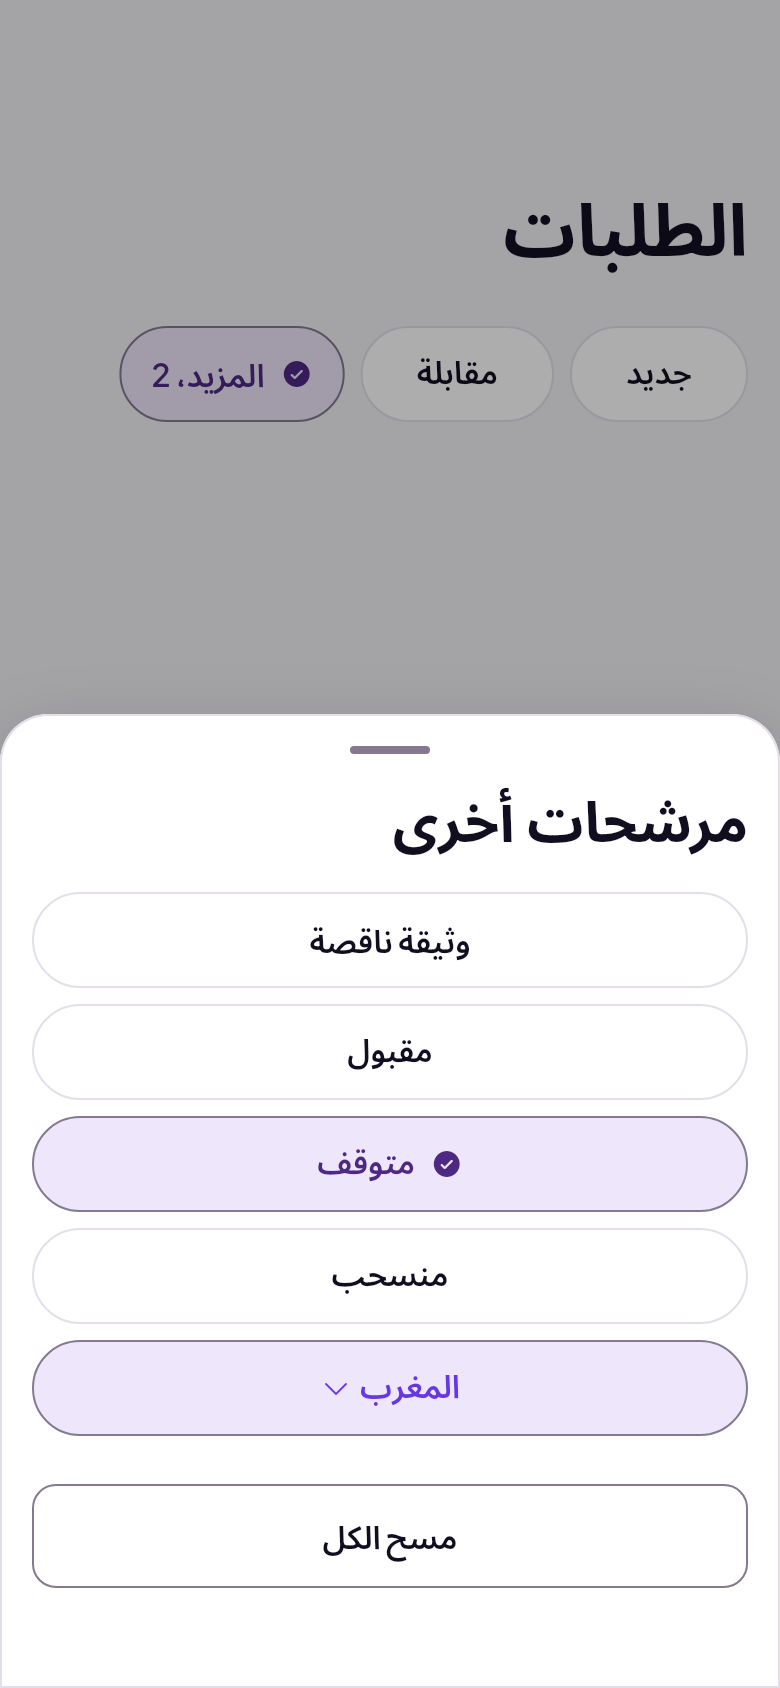 الطلبات
جديد
مقابلة
المزيد، 2
مرشحات أخرى
وثيقة ناقصة
مقبول
متوقف
منسحب
المغرب
مسح الكل